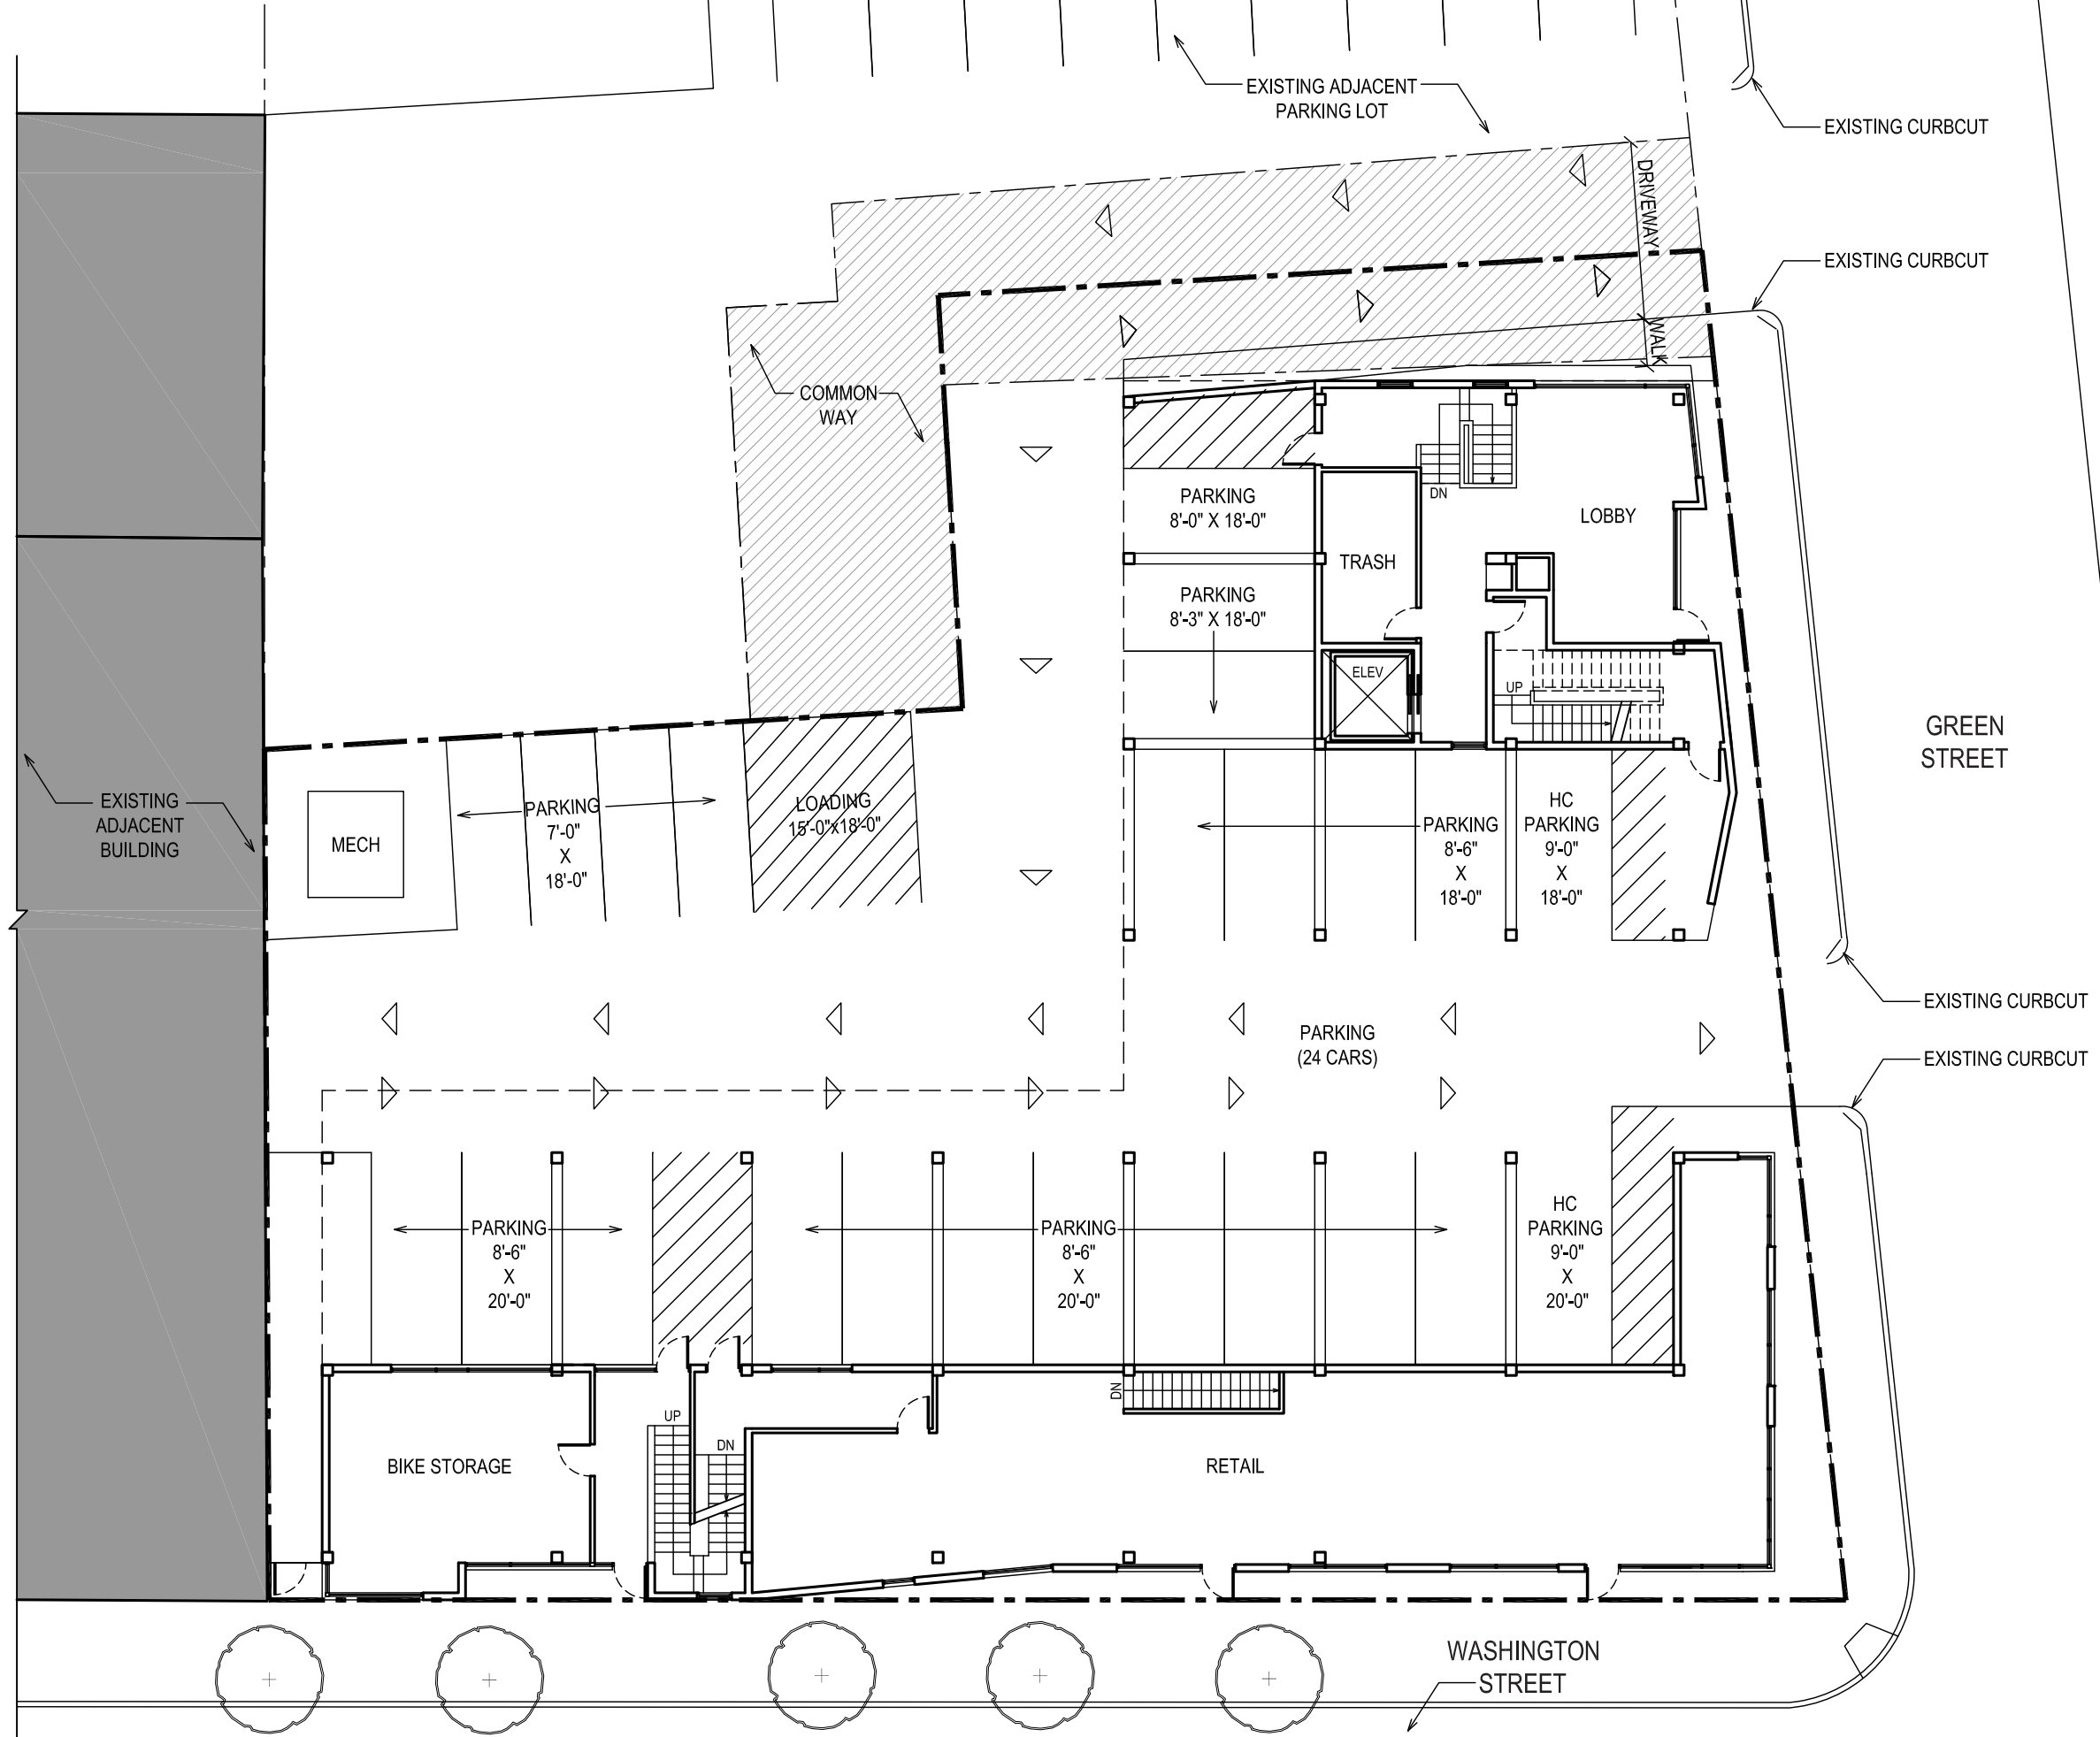 EXISTING ADJACENT
PARKING LOT
EXISTING CURBCUT
DRIVEWAY
EXISTING CURBCUT
WALK
COMMON
WAY
PARKING
8'-0" X 18'-0"
DN
LOBBY
TRASH
PARKING
8'-3" X 18'-0"
ELEV
UP
GREEN
STREET
EXISTING
ADJACENT
BUILDING
MECH
PARKING
7'-0"
X
18'-0"
LOADING
15'-0"x18'-0"
PARKING
8'-6"
X
18'-0"
HC
PARKING
9'-0"
X
18'-0"
EXISTING CURBCUT
PARKING
(24 CARS)
EXISTING CURBCUT
PARKING
8'-6"
X
20'-0"
PARKING
8'-6"
X
20'-0"
HC
PARKING
9'-0"
X
20'-0"
DN
UP
DN
BIKE STORAGE
RETAIL
WASHINGTON
STREET